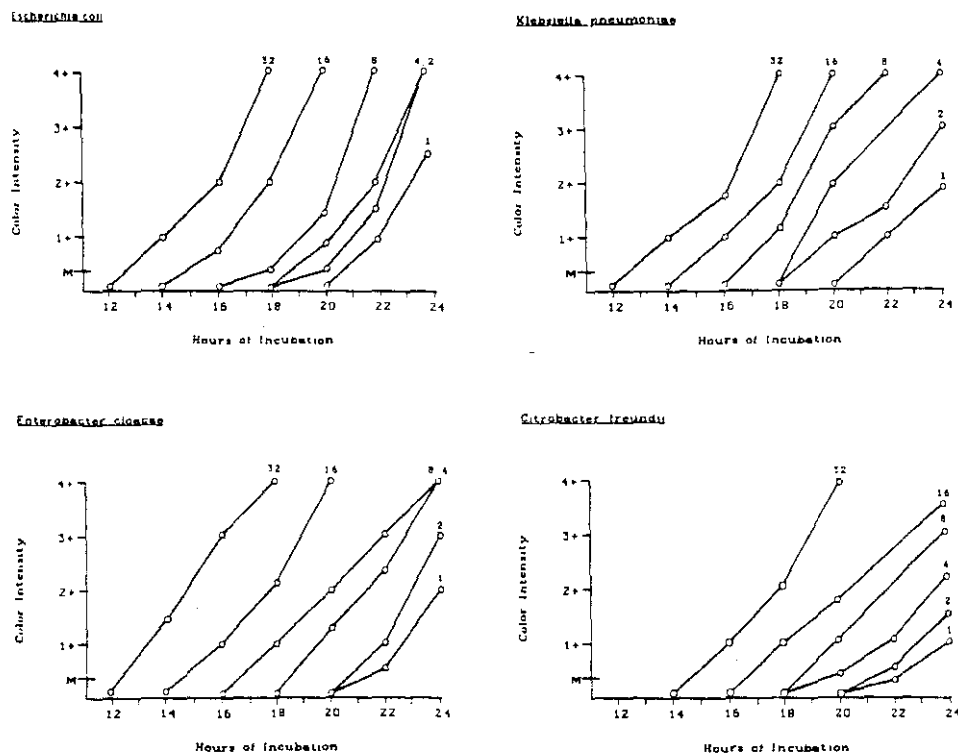 Escherichia coli
32 16 8 4 2
4+
3+
1
2+
1+
M
12 14 16 18 20 22 24
Color Intensity
Hours of Incubation
Klebsiella pneumoniae
32 16 8 4
4+
3+
2
2+
1
1+
M
12 14 16 18 20 22 24
Color Intensity
Hours of Incubation
Enterobacter cloacae
32 16 8 4
4+
3+
2
2+
1
1+
M
12 14 16 18 20 22 24
Color Intensity
Hours of Incubation
Citrobacter freundii
32
4+
16
8
3+
4
2+
2
1
1+
M
12 14 16 18 20 22 24
Color Intensity
Hours of Incubation